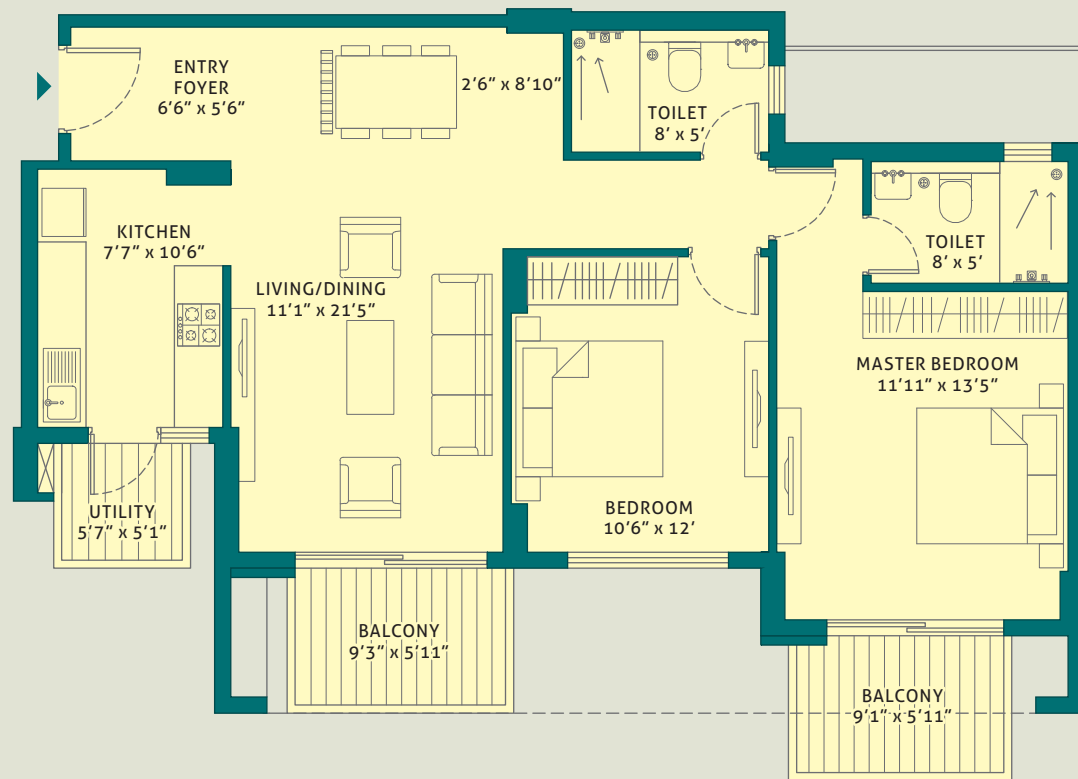 ENTRY
FOYER
6’6” x 5’6”
2’6” x 8’10”
TOILET
8’ x 5’
KITCHEN
7’7” x 10’6”
LIVING/DINING
11’1” x 21’5”
TOILET
8’ x 5’
MASTER BEDROOM
11’11” x 13’5”
BEDROOM
10’6” x 12’
UTILITY
5’7” x 5’1”
BALCONY
9’3” x 5’11”
BALCONY
9’1” x 5’11”